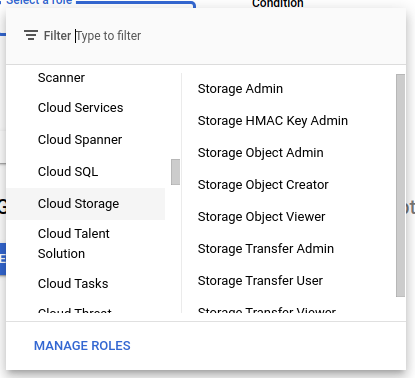 Select a role
Condition
Filter Type to filter
Scanner
Cloud Services
Cloud Spanner
Cloud SQL
Cloud Storage
Cloud Talent
Solution
Cloud Tasks
Cloud Threat
Storage Admin
Storage HMAC Key Admin
Storage Object Admin
Storage Object Creator
Storage Object Viewer
Storage Transfer Admin
Storage Transfer User
Storage Transfer Viewer
MANAGE ROLES